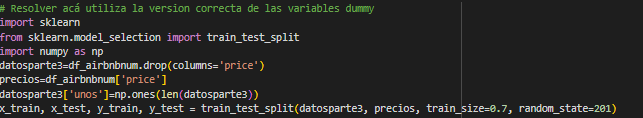 # Resolver acá utiliza la version correcta de las variables dummy
import sklearn
from sklearn.model_selection import train_test_split
import numpy as np
datosparte3=df_airbnbnum.drop(columns='price')
precios=df_airbnbnum['price']
datosparte3['unos']=np.ones(len(datosparte3))
x_train, x_test, y_train, y_test = train_test_split(datosparte3, precios, train_size=0.7, random_state=201)